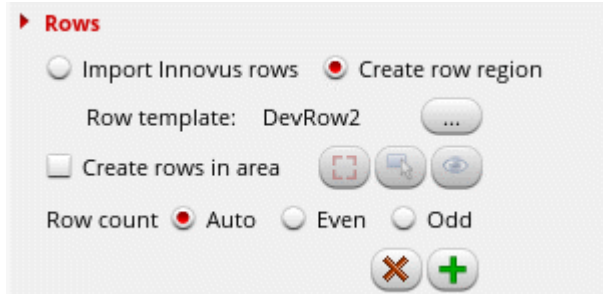 Rows
Import Innovus rows Create row region
Row template: DevRow2 ...
Create rows in area
Row count Auto Even Odd